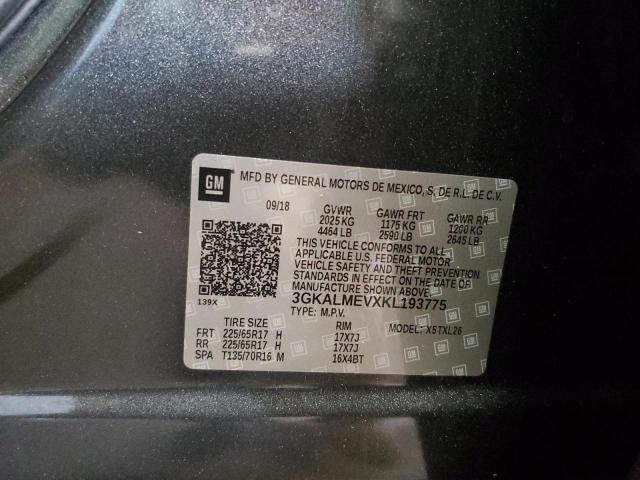 GM
MFD BY GENERAL MOTORS DE MEXICO, S. DE R.L. DE C.V.
09/18 GVWR GAWR FRT GAWR RR
2025 KG 1175 KG 1200 KG
4464 LB 2590 LB 2645 LB
THIS VEHICLE CONFORMS TO ALL
APPLICABLE U.S. FEDERAL MOTOR
VEHICLE SAFETY AND THEFT PREVENTION
STANDARDS IN EFFECT ON THE DATE OF
MANUFACTURE SHOWN ABOVE.
139X 3GKALMEVXKL193775
TYPE: M.P.V. MODEL: X5TXL26
TIRE SIZE RIM
FRT 225/65R17 H 17X7J
RR 225/65R17 H 17X7J
SPA T135/70R16 M 16X4BT